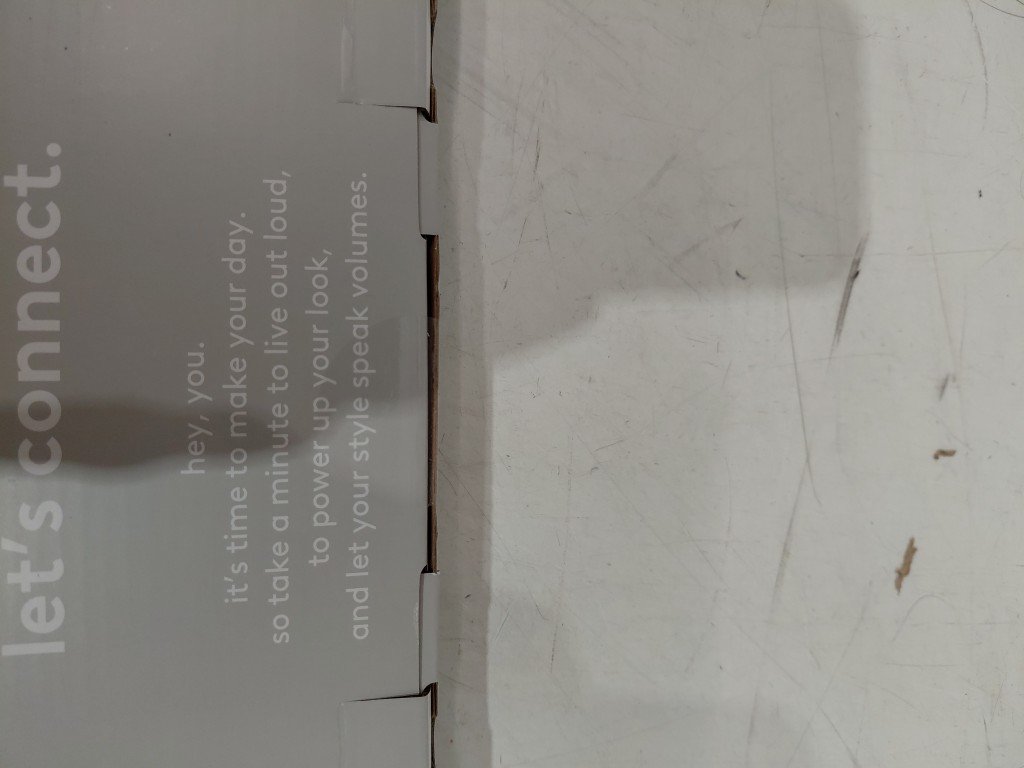 let's connect.
hey, you.
it's time to make your day.
so take a minute to live out loud,
to power up your look,
and let your style speak volumes.